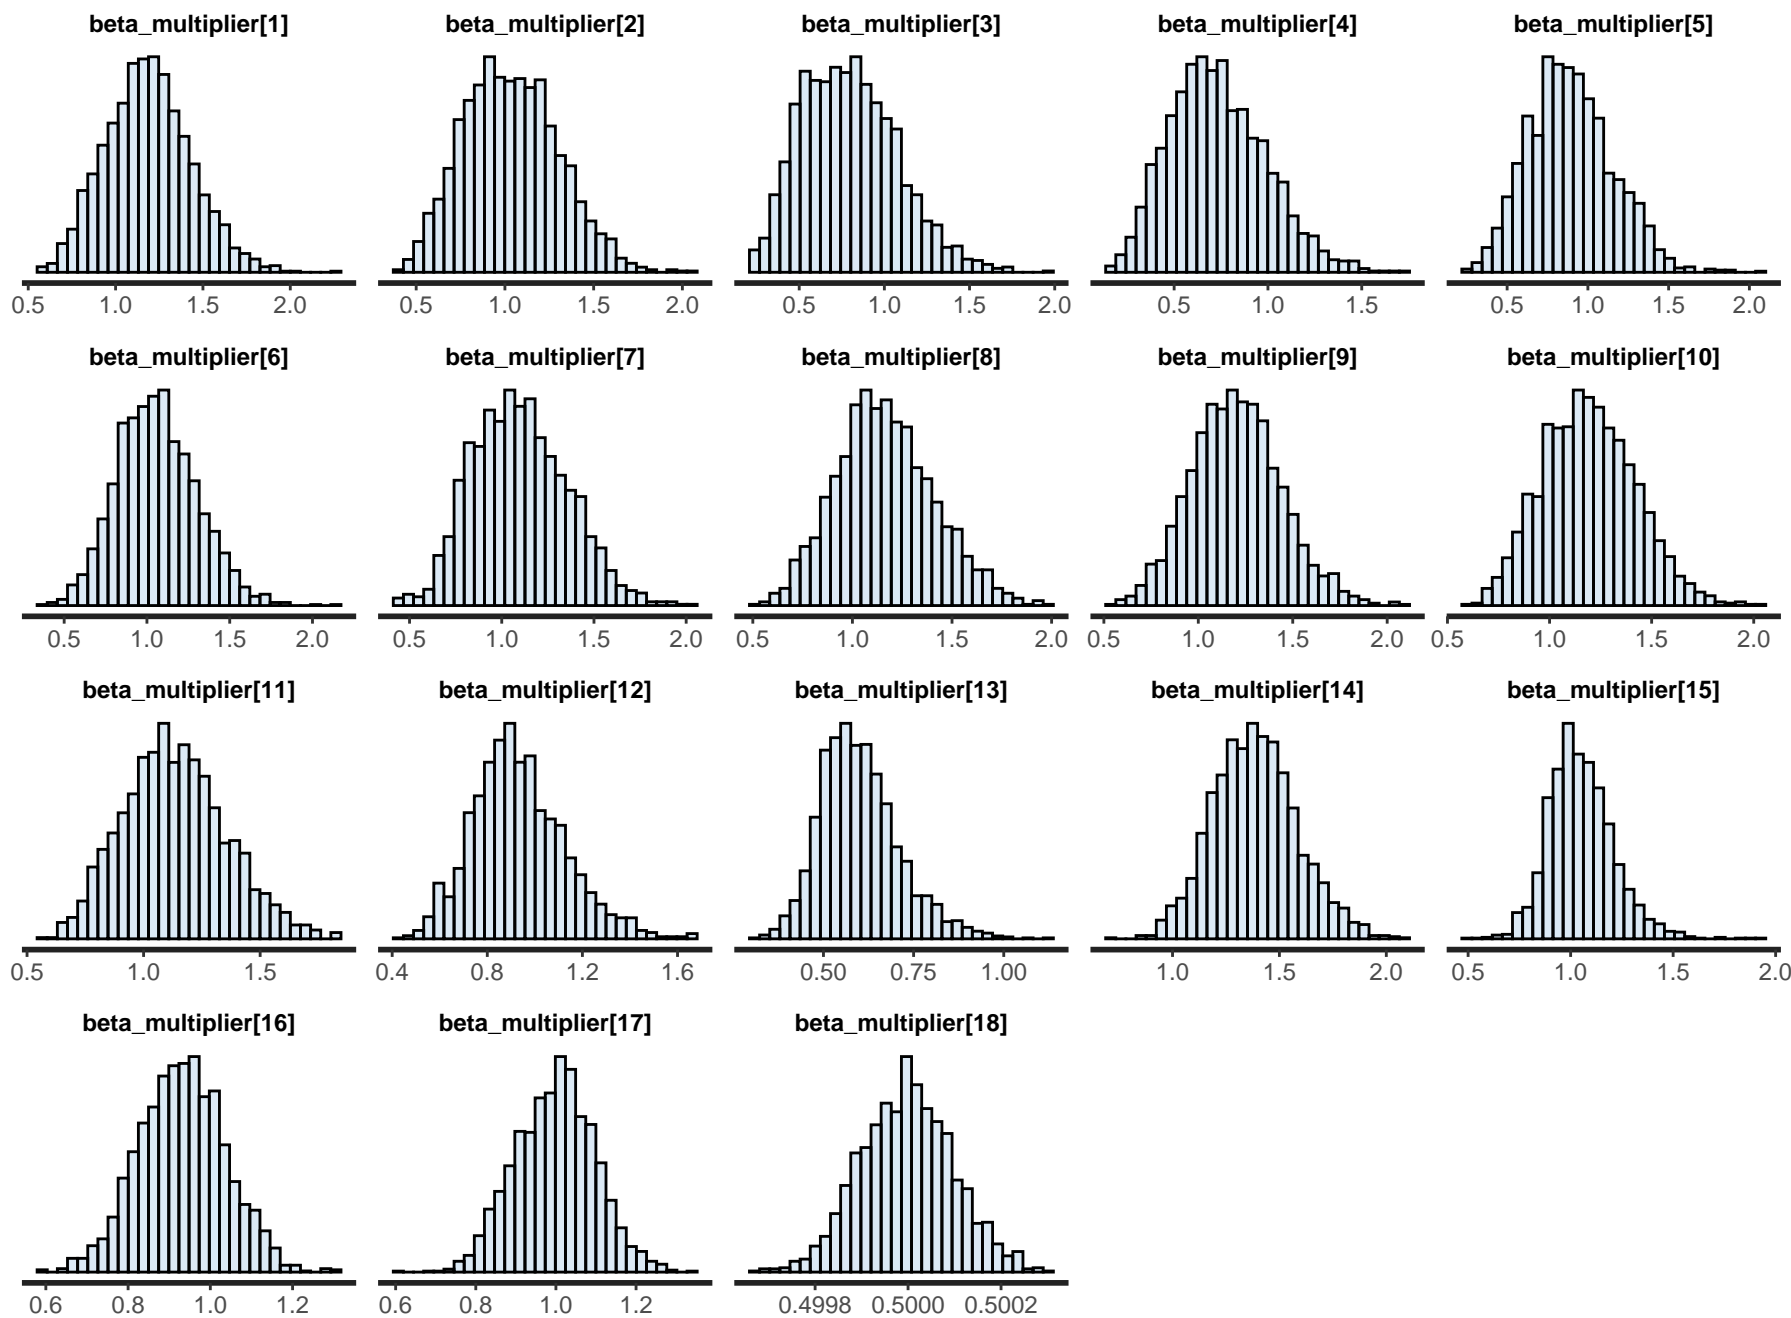 beta_multiplier[1] beta_multiplier[2] beta_multiplier[3] beta_multiplier[4] beta_multiplier[5]
0.5 1.0 1.5 2.0 0.5 1.0 1.5 2.0 0.5 1.0 1.5 2.0 0.5 1.0 1.5 0.5 1.0 1.5 2.0
beta_multiplier[6] beta_multiplier[7] beta_multiplier[8] beta_multiplier[9] beta_multiplier[10]
0.5 1.0 1.5 2.0 0.5 1.0 1.5 2.0 0.5 1.0 1.5 2.0 0.5 1.0 1.5 2.0 0.5 1.0 1.5 2.0
beta_multiplier[11] beta_multiplier[12] beta_multiplier[13] beta_multiplier[14] beta_multiplier[15]
0.5 1.0 1.5 0.4 0.8 1.2 1.6 0.50 0.75 1.00 1.0 1.5 2.0 0.5 1.0 1.5 2.0
beta_multiplier[16] beta_multiplier[17] beta_multiplier[18]
0.6 0.8 1.0 1.2 0.6 0.8 1.0 1.2 0.4998 0.5000 0.5002